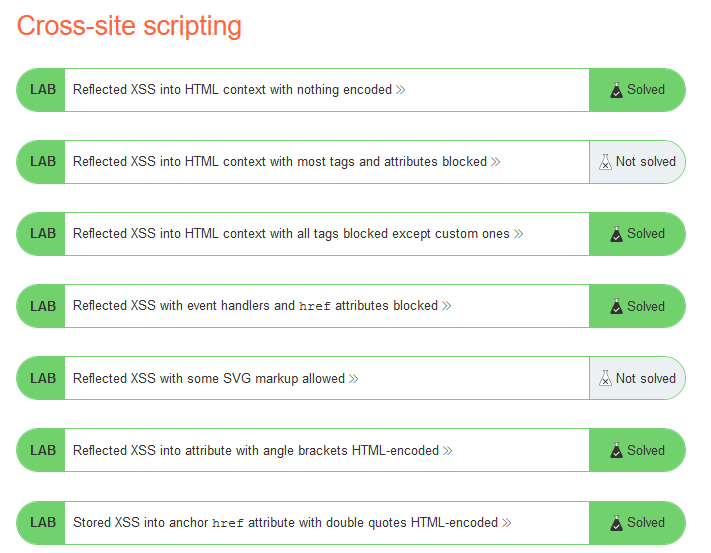 Cross-site scripting
LAB Reflected XSS into HTML context with nothing encoded Solved
LAB Reflected XSS into HTML context with most tags and attributes blocked Not solved
LAB Reflected XSS into HTML context with all tags blocked except custom ones Solved
LAB Reflected XSS with event handlers and href attributes blocked Solved
LAB Reflected XSS with some SVG markup allowed Not solved
LAB Reflected XSS into attribute with angle brackets HTML-encoded Solved
LAB Stored XSS into anchor href attribute with double quotes HTML-encoded Solved